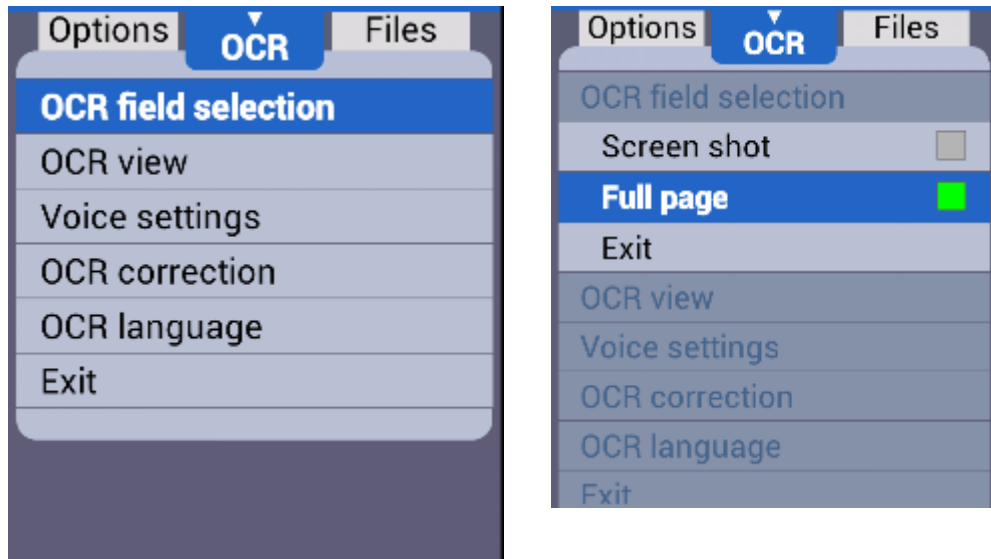 Options OCR Files
OCR field selection
OCR view
Voice settings
OCR correction
OCR language
Exit
Options OCR Files
OCR field selection
Screen shot
Full page
Exit
OCR view
Voice settings
OCR correction
OCR language
Exit